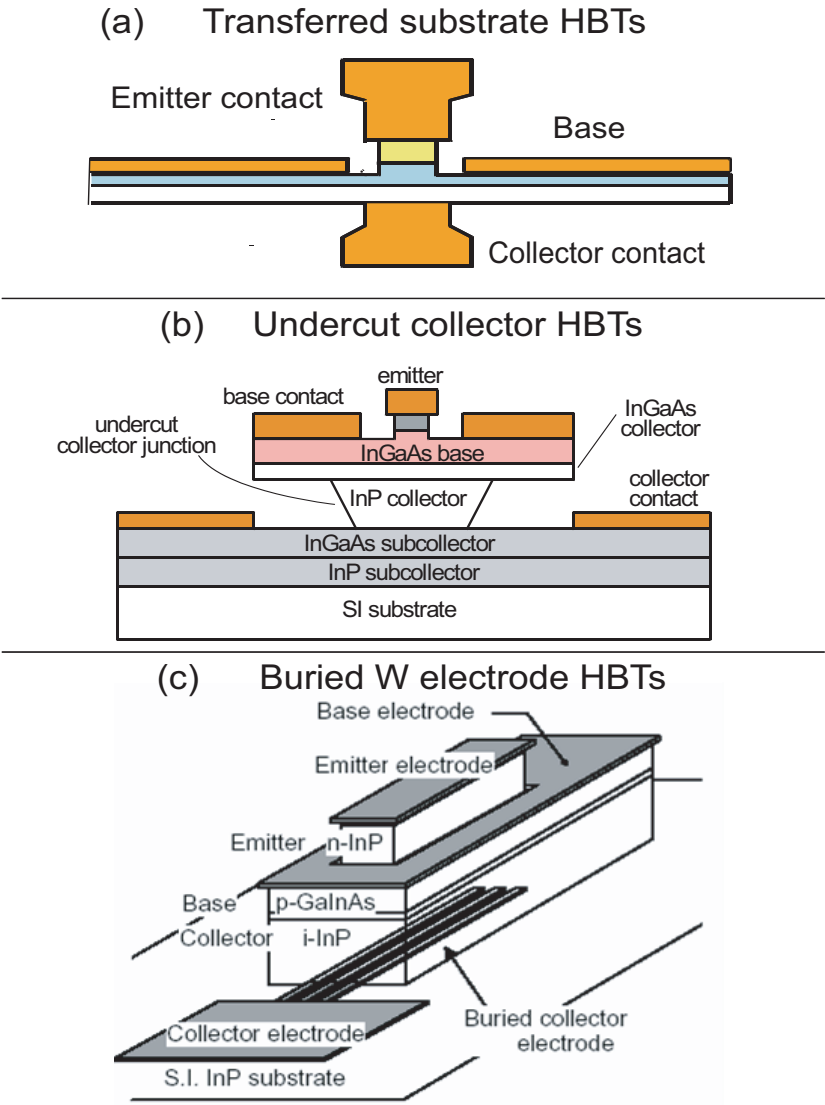 (a) Transferred substrate HBTs
Emitter contact
Base
Collector contact
(b) Undercut collector HBTs
emitter
base contact
InGaAs
collector
undercut
collector junction
InGaAs base
InP collector
collector
contact
InGaAs subcollector
InP subcollector
SI substrate
(c) Buried W electrode HBTs
Base electrode
Emitter electrode
Emitter n-InP
Base p-GaInAs
Collector i-InP
Collector electrode
Buried collector
electrode
S.I. InP substrate